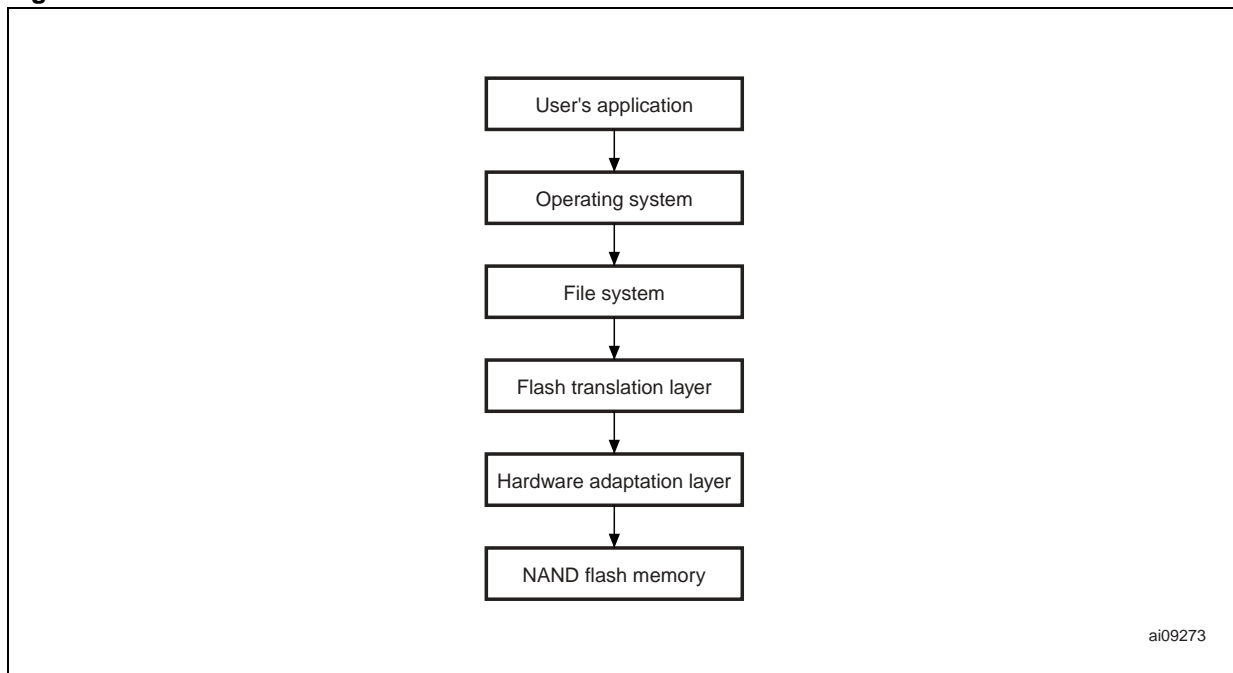 User's application
Operating system
File system
Flash translation layer
Hardware adaptation layer
NAND flash memory
ai09273